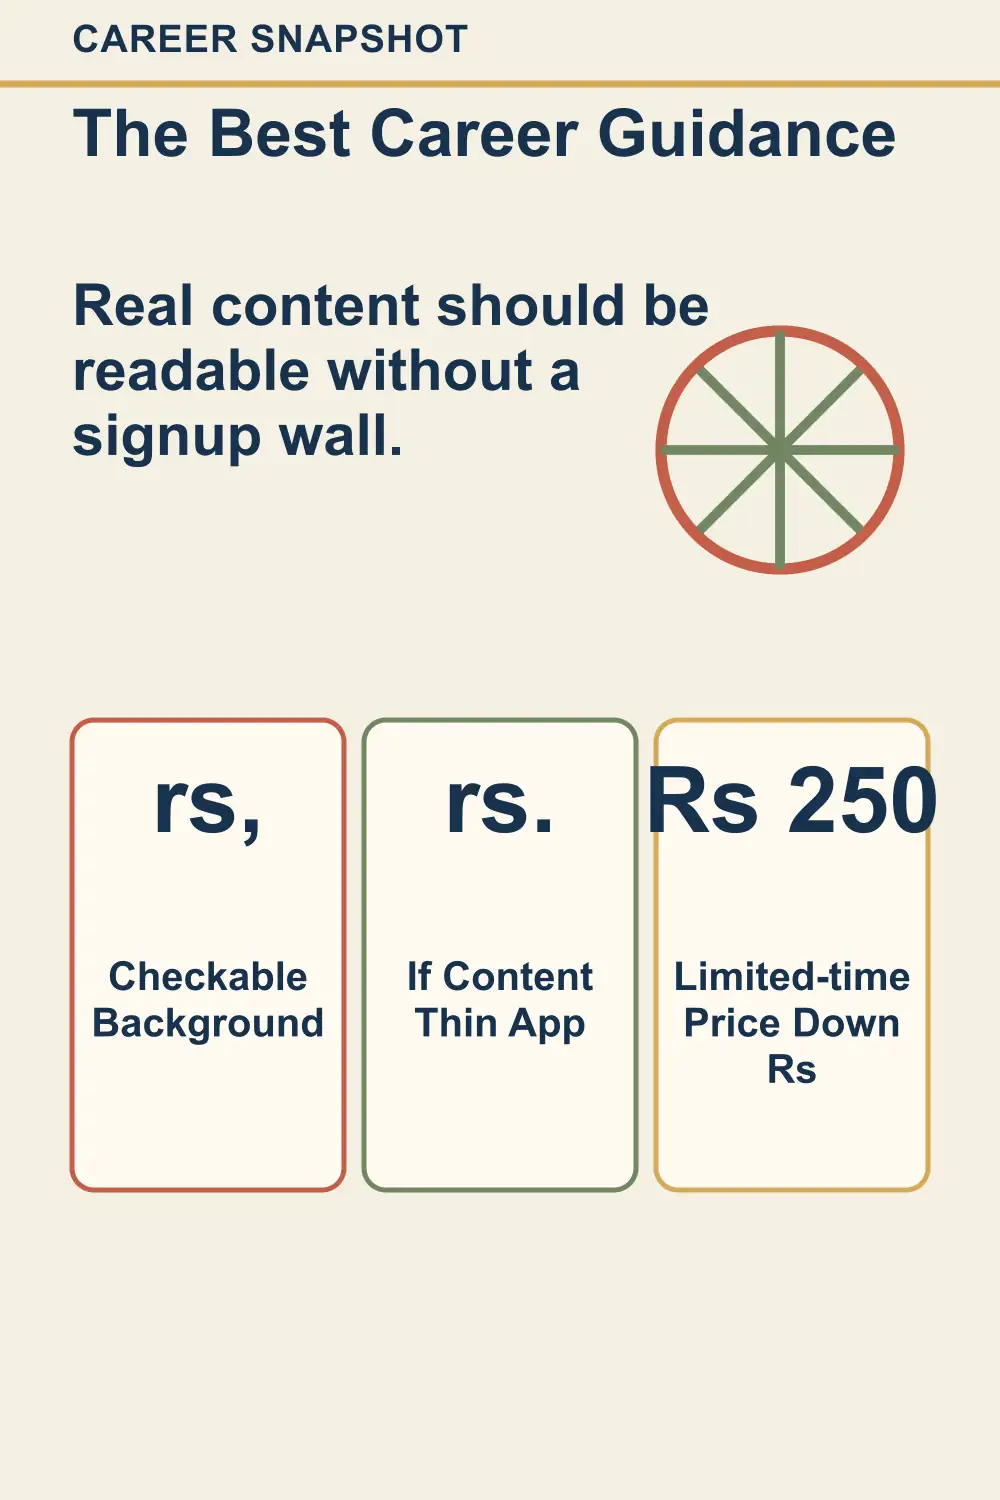 CAREER SNAPSHOT
The Best Career Guidance
Real content should be
readable without a
signup wall.
rs,
Checkable
Background
rs.
If Content
Thin App
Rs 250
Limited-time
Price Down
Rs